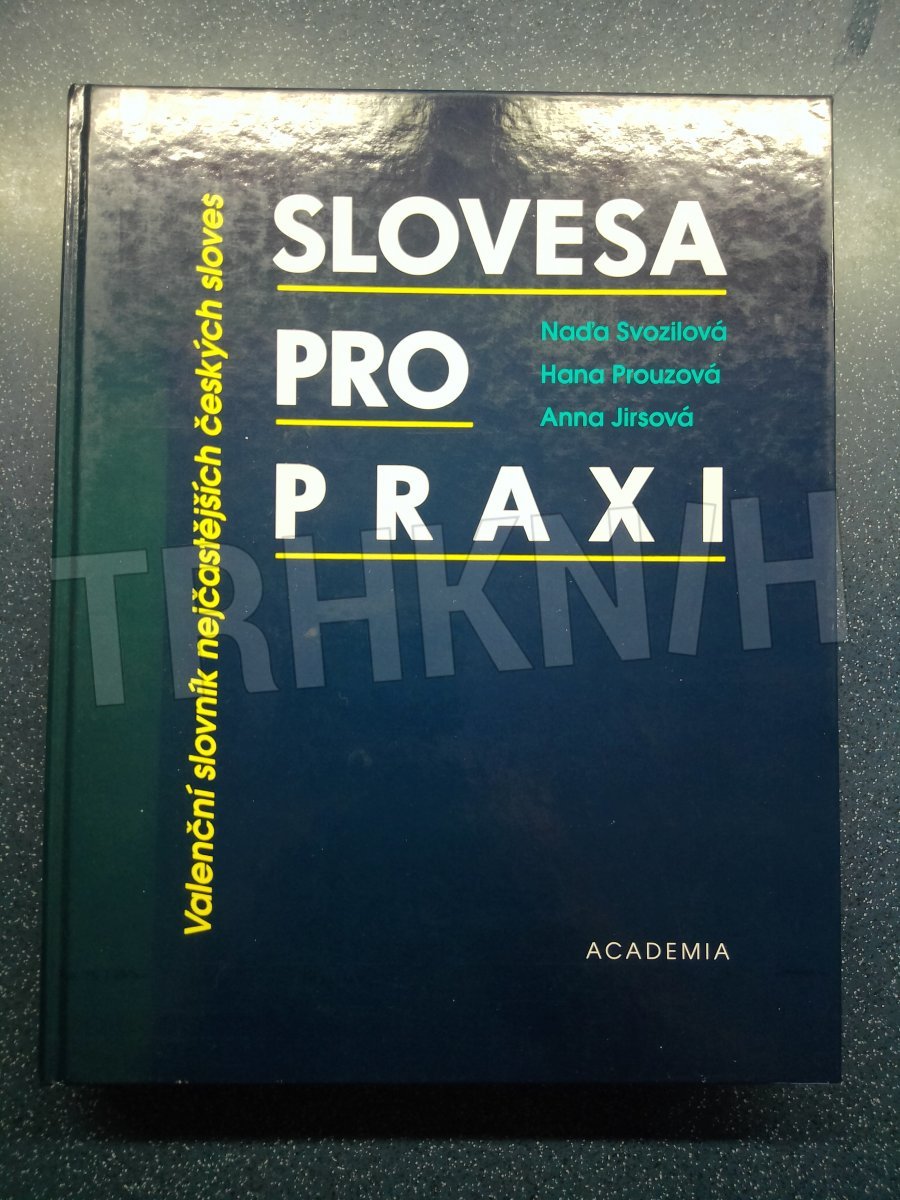 SLOVESA
PRO
PRAXI
Naďa Svozilová
Hana Prouzová
Anna Jirsová
Valenční slovník nejčastějších českých sloves
ACADEMIA
TRHKNIH